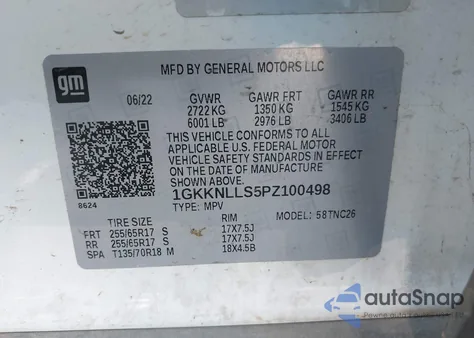 MFD BY GENERAL MOTORS LLC
gm
06/22 GVWR GAWR FRT GAWR RR
2722 KG 1350 KG 1545 KG
6001 LB 2976 LB 3406 LB
THIS VEHICLE CONFORMS TO ALL
APPLICABLE U.S. FEDERAL MOTOR
VEHICLE SAFETY STANDARDS IN EFFECT
ON THE DATE OF MANUFACTURE
SHOWN ABOVE.
1GKKNLLS5PZ100498
8624
TYPE: MPV MODEL: 58TNC26
TIRE SIZE RIM
FRT 255/65R17 S 17X7.5J
RR 255/65R17 S 17X7.5J
SPA T135/70R18 M 18X4.5B
autoSnap